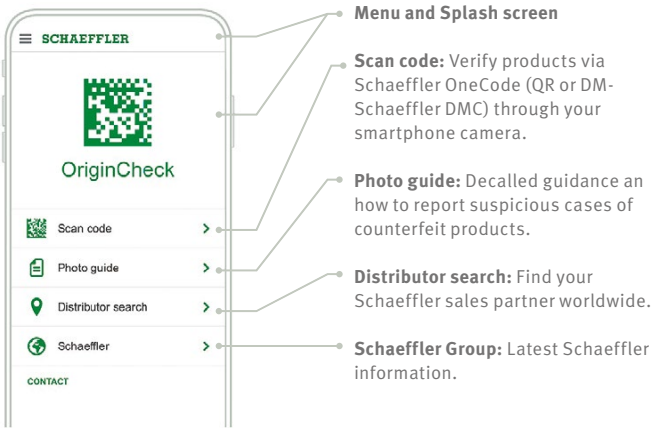 SCHAEFFLER
OriginCheck
Scan code
Photo guide
Distributor search
Schaeffler
CONTACT
Menu and Splash screen
Scan code: Verify products via
Schaeffler OneCode (QR or DM-
Schaeffler DMC) through your
smartphone camera.
Photo guide: Decalled guidance an
how to report suspicious cases of
counterfeit products.
Distributor search: Find your
Schaeffler sales partner worldwide.
Schaeffler Group: Latest Schaeffler
information.